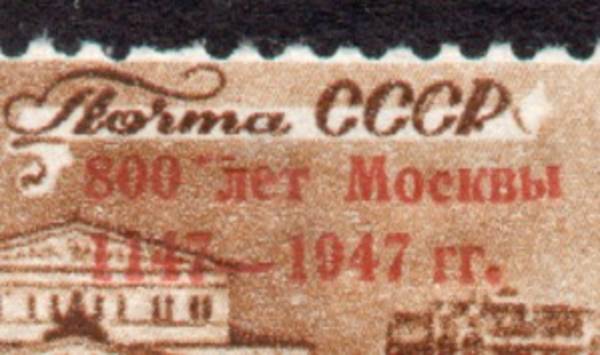 Почта СССР
800 лет Москвы
1147 — 1947 гг.